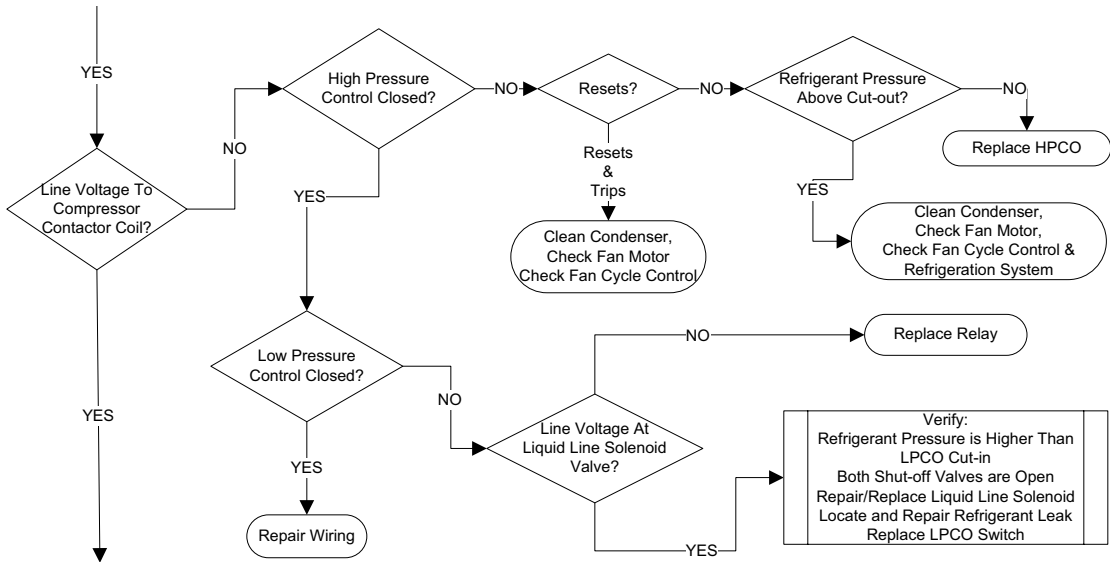 YES
Line Voltage To
Compressor
Contactor Coil?
NO
YES
High Pressure
Control Closed?
NO
YES
Resets?
NO
Resets
&
Trips
Clean Condenser,
Check Fan Motor
Check Fan Cycle Control
Refrigerant Pressure
Above Cut-out?
NO
Replace HPCO
YES
Clean Condenser,
Check Fan Motor,
Check Fan Cycle Control &
Refrigeration System
Low Pressure
Control Closed?
NO
YES
Repair Wiring
Line Voltage At
Liquid Line Solenoid
Valve?
NO
Replace Relay
YES
Verify:
Refrigerant Pressure is Higher Than
LPCO Cut-in
Both Shut-off Valves are Open
Repair/Replace Liquid Line Solenoid
Locate and Repair Refrigerant Leak
Replace LPCO Switch